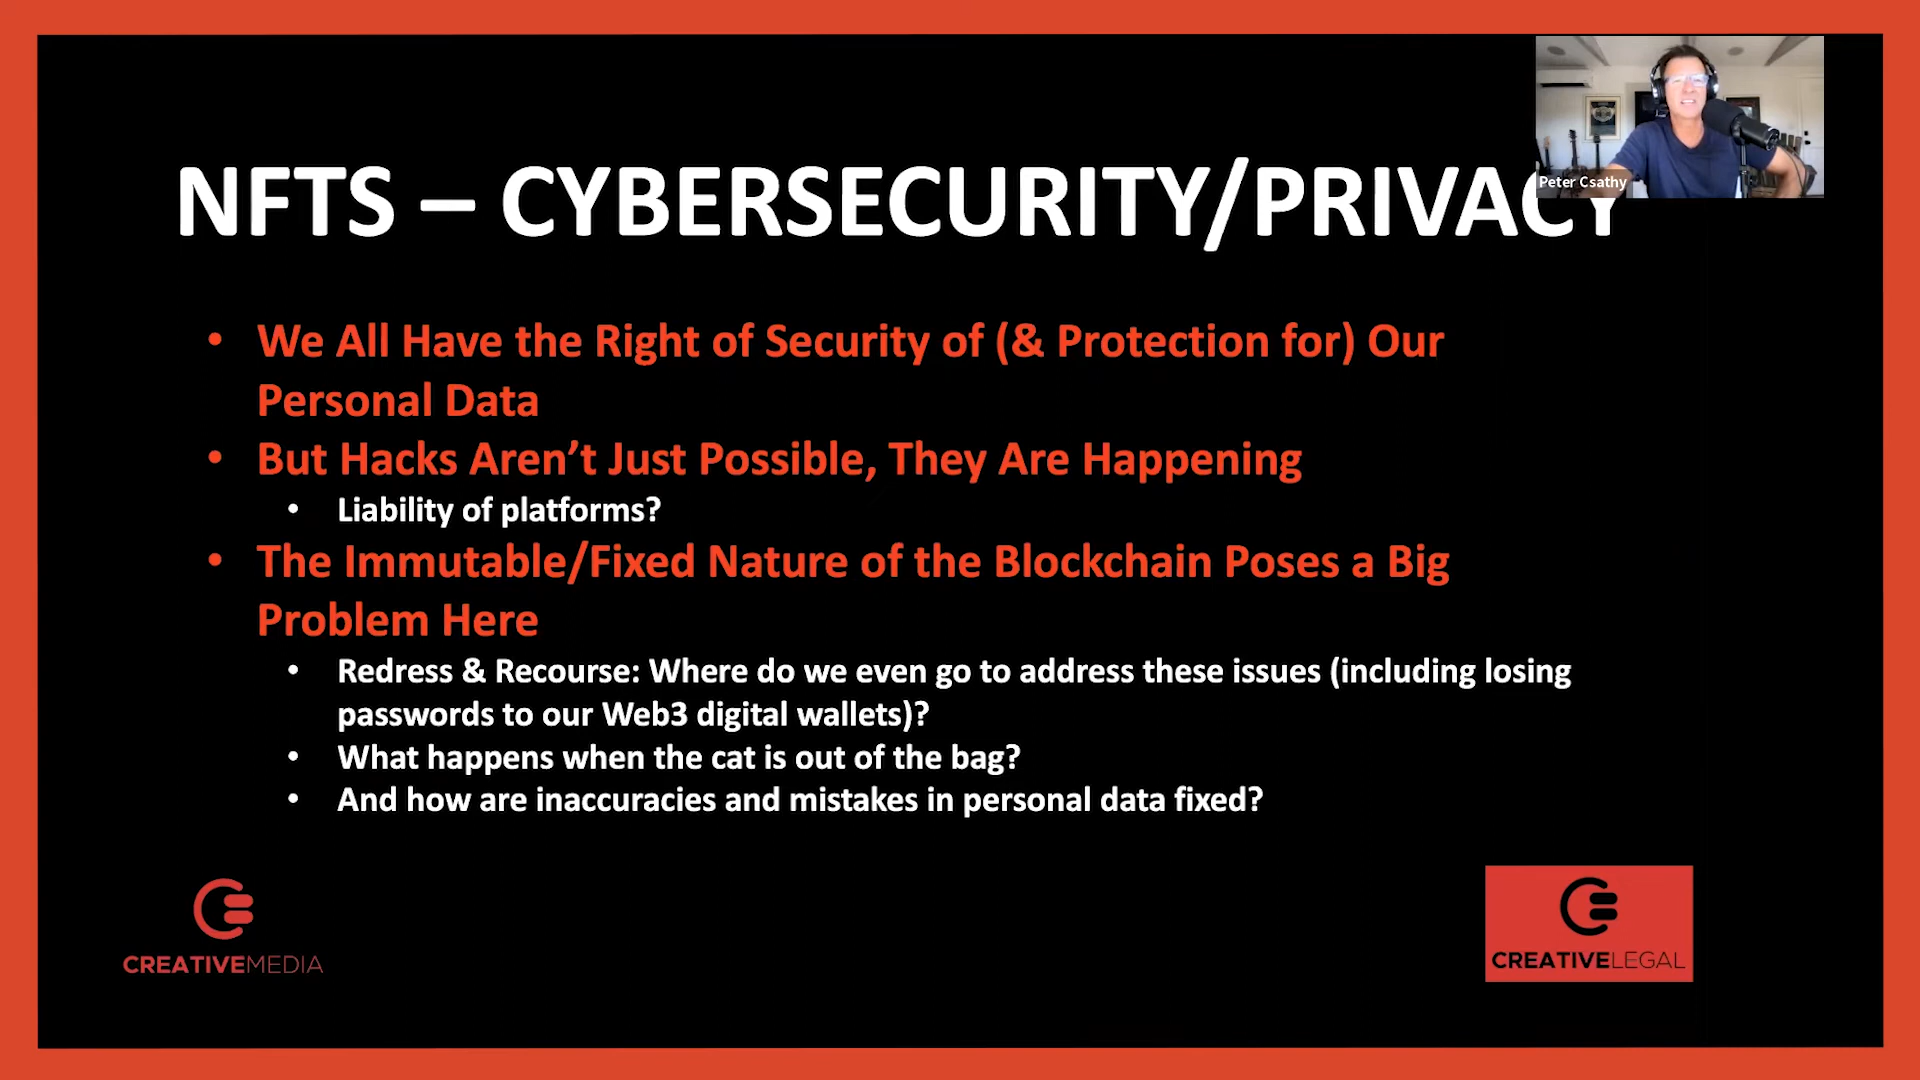 Peter Csathy
NFTS – CYBERSECURITY/PRIVACY
• We All Have the Right of Security of (& Protection for) Our
Personal Data
• But Hacks Aren’t Just Possible, They Are Happening
• Liability of platforms?
• The Immutable/Fixed Nature of the Blockchain Poses a Big
Problem Here
• Redress & Recourse: Where do we even go to address these issues (including losing
passwords to our Web3 digital wallets)?
• What happens when the cat is out of the bag?
• And how are inaccuracies and mistakes in personal data fixed?
CREATIVEMEDIA
CREATIVELEGAL